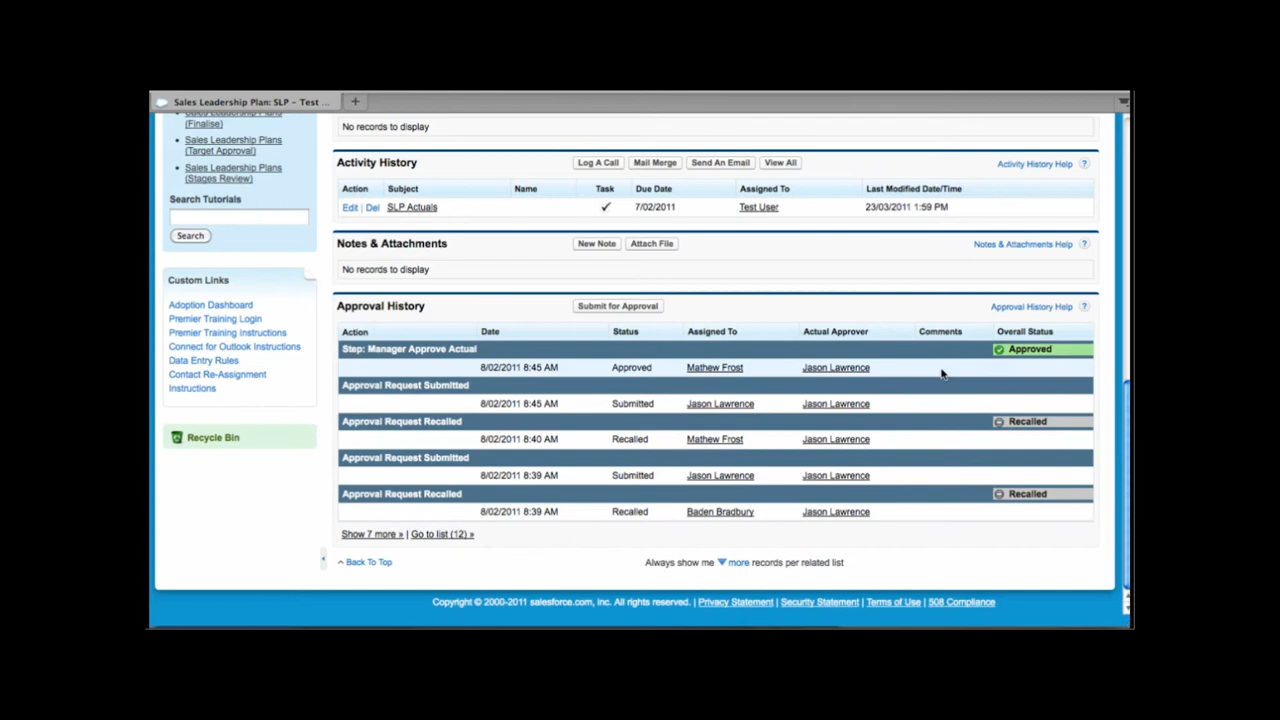 Sales Leadership Plan: SLP - Test ...
+
Sales Leadership Plans
(Finalise)
Sales Leadership Plans
(Target Approval)
Sales Leadership Plans
(Stages Review)
Search Tutorials
Search
Custom Links
Adoption Dashboard
Premier Training Login
Premier Training Instructions
Connect for Outlook Instructions
Data Entry Rules
Contact Re-Assignment
Instructions
Recycle Bin
No records to display
Activity History Log A Call Mail Merge Send An Email View All Activity History Help ?
Action Subject Name Task Due Date Assigned To Last Modified Date/Time
Edit | Del SLP Actuals ✓ 7/02/2011 Test User 23/03/2011 1:59 PM
Notes & Attachments New Note Attach File Notes & Attachments Help ?
No records to display
Approval History Submit for Approval Approval History Help ?
Action Date Status Assigned To Actual Approver Comments Overall Status
Step: Manager Approve Actual Approved
8/02/2011 8:45 AM Approved Mathew Frost Jason Lawrence
Approval Request Submitted
8/02/2011 8:45 AM Submitted Jason Lawrence Jason Lawrence
Approval Request Recalled Recalled
8/02/2011 8:40 AM Recalled Mathew Frost Jason Lawrence
Approval Request Submitted
8/02/2011 8:39 AM Submitted Jason Lawrence Jason Lawrence
Approval Request Recalled Recalled
8/02/2011 8:39 AM Recalled Baden Bradbury Jason Lawrence
Show 7 more » | Go to list (12) »
Back To Top Always show me more records per related list
Copyright © 2000-2011 salesforce.com, inc. All rights reserved. | Privacy Statement | Security Statement | Terms of Use | 508 Compliance